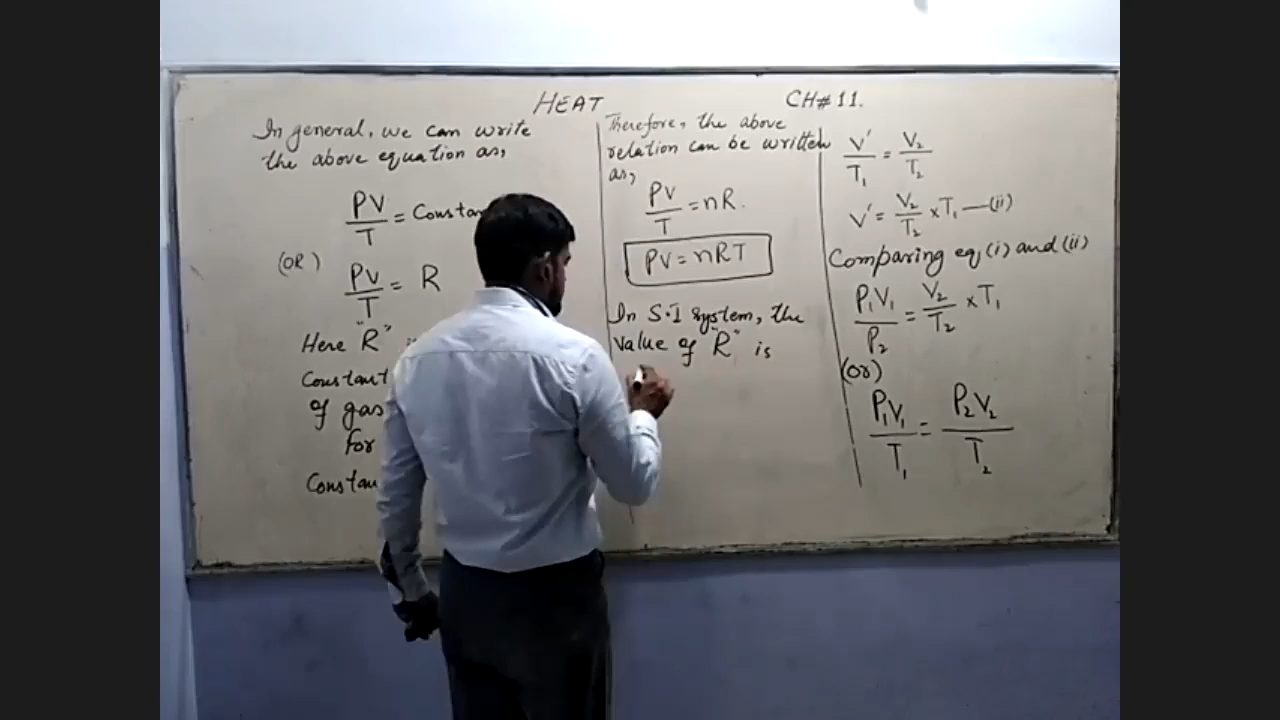 HEAT
CH# 11.
In general, we can write
the above equation as,
PV/T = Constan
(OR)
PV/T = R
Here "R"
Constant
of gas
for
Constan
Therefore, the above
relation can be written
as,
PV/T = nR.
PV = nRT
In S.I system, the
value of "R" is
V'/T₁ = V₂/T₂
V' = V₂/T₂ × T₁ —(ii)
Comparing eq (i) and (ii)
P₁V₁/P₂ = V₂/T₂ × T₁
(or)
P₁V₁/T₁ = P₂V₂/T₂